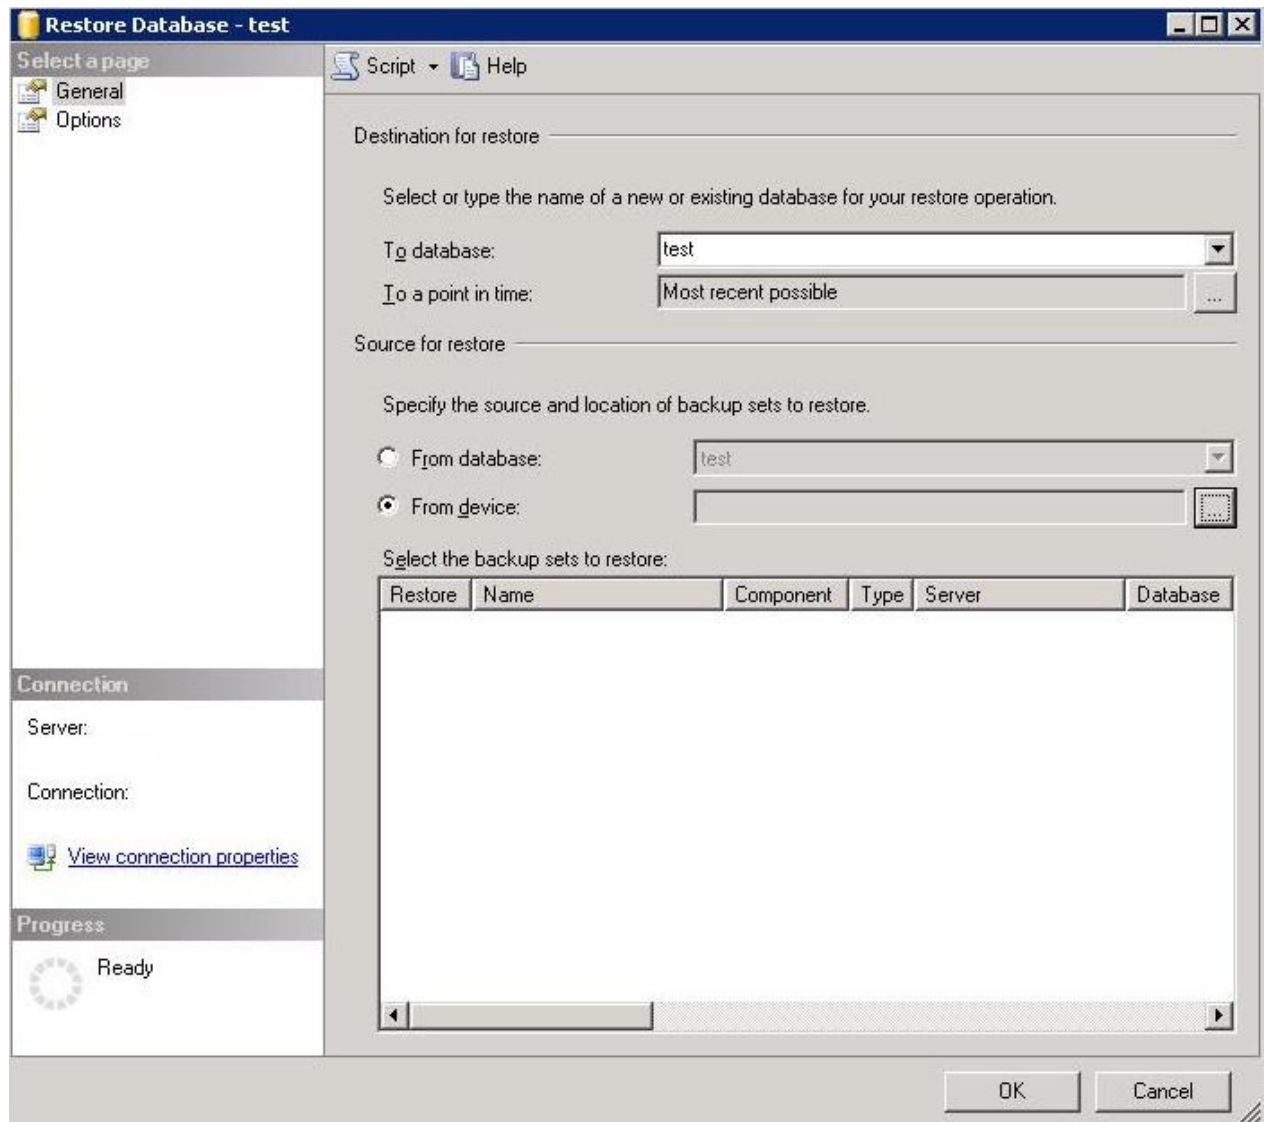 Restore Database - test
Select a page
General
Options
Script Help
Destination for restore
Select or type the name of a new or existing database for your restore operation.
To database: test
To a point in time: Most recent possible ...
Source for restore
Specify the source and location of backup sets to restore.
From database: test
From device: ...
Select the backup sets to restore:
Restore Name Component Type Server Database
Connection
Server:
Connection:
View connection properties
Progress
Ready
OK Cancel